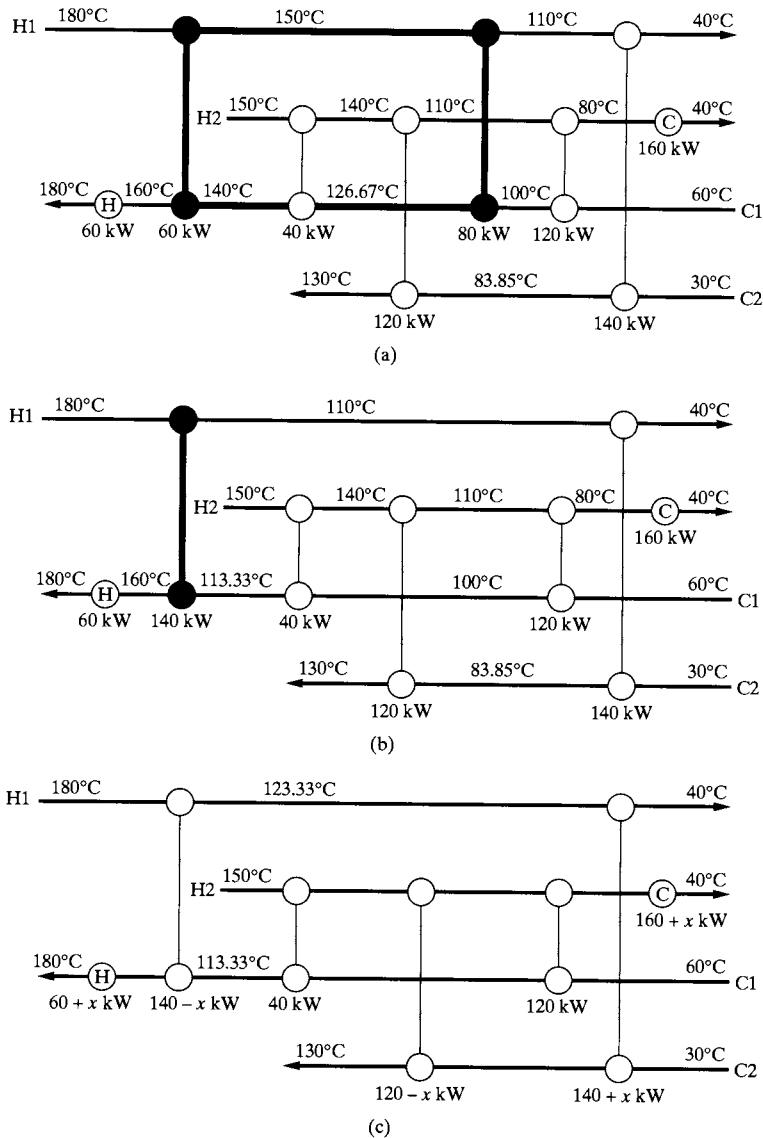 H1 180°C 150°C 110°C 40°C
H2 150°C 140°C 110°C 80°C C 40°C
160 kW
180°C H 160°C 140°C 126.67°C 100°C 60°C C1
60 kW 60 kW 40 kW 80 kW 120 kW
130°C 83.85°C 30°C C2
120 kW 140 kW
(a)
H1 180°C 110°C 40°C
H2 150°C 140°C 110°C 80°C C 40°C
160 kW
180°C H 160°C 113.33°C 100°C 60°C C1
60 kW 140 kW 40 kW 120 kW
130°C 83.85°C 30°C C2
120 kW 140 kW
(b)
H1 180°C 123.33°C 40°C
H2 150°C C 40°C
160 + x kW
180°C H 113.33°C 60°C C1
60 + x kW 140 – x kW 40 kW 120 kW
130°C 30°C C2
120 – x kW 140 + x kW
(c)